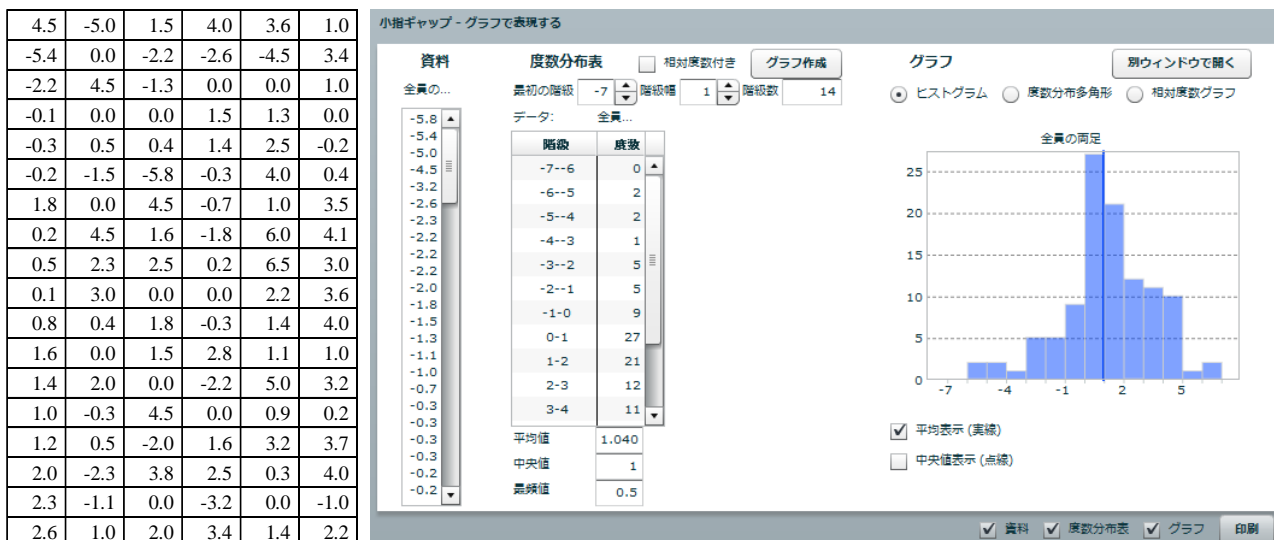 4.5 -5.0 1.5 4.0 3.6 1.0
-5.4 0.0 -2.2 -2.6 -4.5 3.4
-2.2 4.5 -1.3 0.0 0.0 1.0
-0.1 0.0 0.0 1.5 1.3 0.0
-0.3 0.5 0.4 1.4 2.5 -0.2
-0.2 -1.5 -5.8 -0.3 4.0 0.4
1.8 0.0 4.5 -0.7 1.0 3.5
0.2 4.5 1.6 -1.8 6.0 4.1
0.5 2.3 2.5 0.2 6.5 3.0
0.1 3.0 0.0 0.0 2.2 3.6
0.8 0.4 1.8 -0.3 1.4 4.0
1.6 0.0 1.5 2.8 1.1 1.0
1.4 2.0 0.0 -2.2 5.0 3.2
1.0 -0.3 4.5 0.0 0.9 0.2
1.2 0.5 -2.0 1.6 3.2 3.7
2.0 -2.3 3.8 2.5 0.3 4.0
2.3 -1.1 0.0 -3.2 0.0 -1.0
2.6 1.0 2.0 3.4 1.4 2.2
小指ギャップ - グラフで表現する
資料
全員の...
-5.8
-5.4
-5.0
-4.5
-3.2
-2.6
-2.3
-2.2
-2.2
-2.2
-2.0
-1.8
-1.5
-1.3
-1.1
-1.0
-0.7
-0.3
-0.3
-0.3
-0.3
-0.2
-0.2
度数分布表 相対度数付き グラフ作成
最初の階級 -7 階級幅 1 階級数 14
データ: 全員...
階級 度数
-7--6 0
-6--5 2
-5--4 2
-4--3 1
-3--2 5
-2--1 5
-1-0 9
0-1 27
1-2 21
2-3 12
3-4 11
平均値 1.040
中央値 1
最頻値 0.5
グラフ 別ウィンドウで開く
ヒストグラム 度数分布多角形 相対度数グラフ
全員の両足
25
20
15
10
5
0
-7 -4 -1 2 5
平均表示 (実線)
中央値表示 (点線)
資料 度数分布表 グラフ 印刷